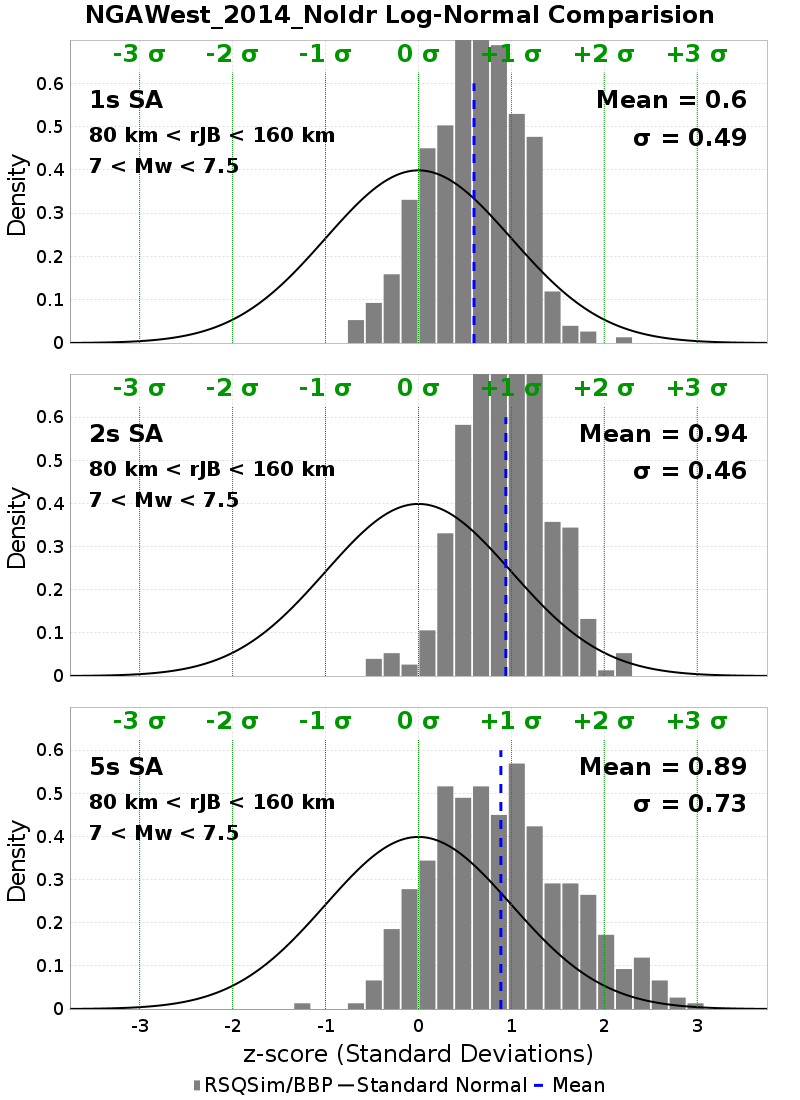 NGAWest_2014_NoIdr Log-Normal Comparision
-3 σ -2 σ -1 σ 0 σ +1 σ +2 σ +3 σ
1s SA
Mean = 0.6
80 km < rJB < 160 km
σ = 0.49
7 < Mw < 7.5
0.6
0.5
0.4
0.3
0.2
0.1
0
Density
-3 σ -2 σ -1 σ 0 σ +1 σ +2 σ +3 σ
2s SA
Mean = 0.94
80 km < rJB < 160 km
σ = 0.46
7 < Mw < 7.5
0.6
0.5
0.4
0.3
0.2
0.1
0
Density
-3 σ -2 σ -1 σ 0 σ +1 σ +2 σ +3 σ
5s SA
Mean = 0.89
80 km < rJB < 160 km
σ = 0.73
7 < Mw < 7.5
0.6
0.5
0.4
0.3
0.2
0.1
0
Density
-3 -2 -1 0 1 2 3
z-score (Standard Deviations)
RSQSim/BBP Standard Normal Mean